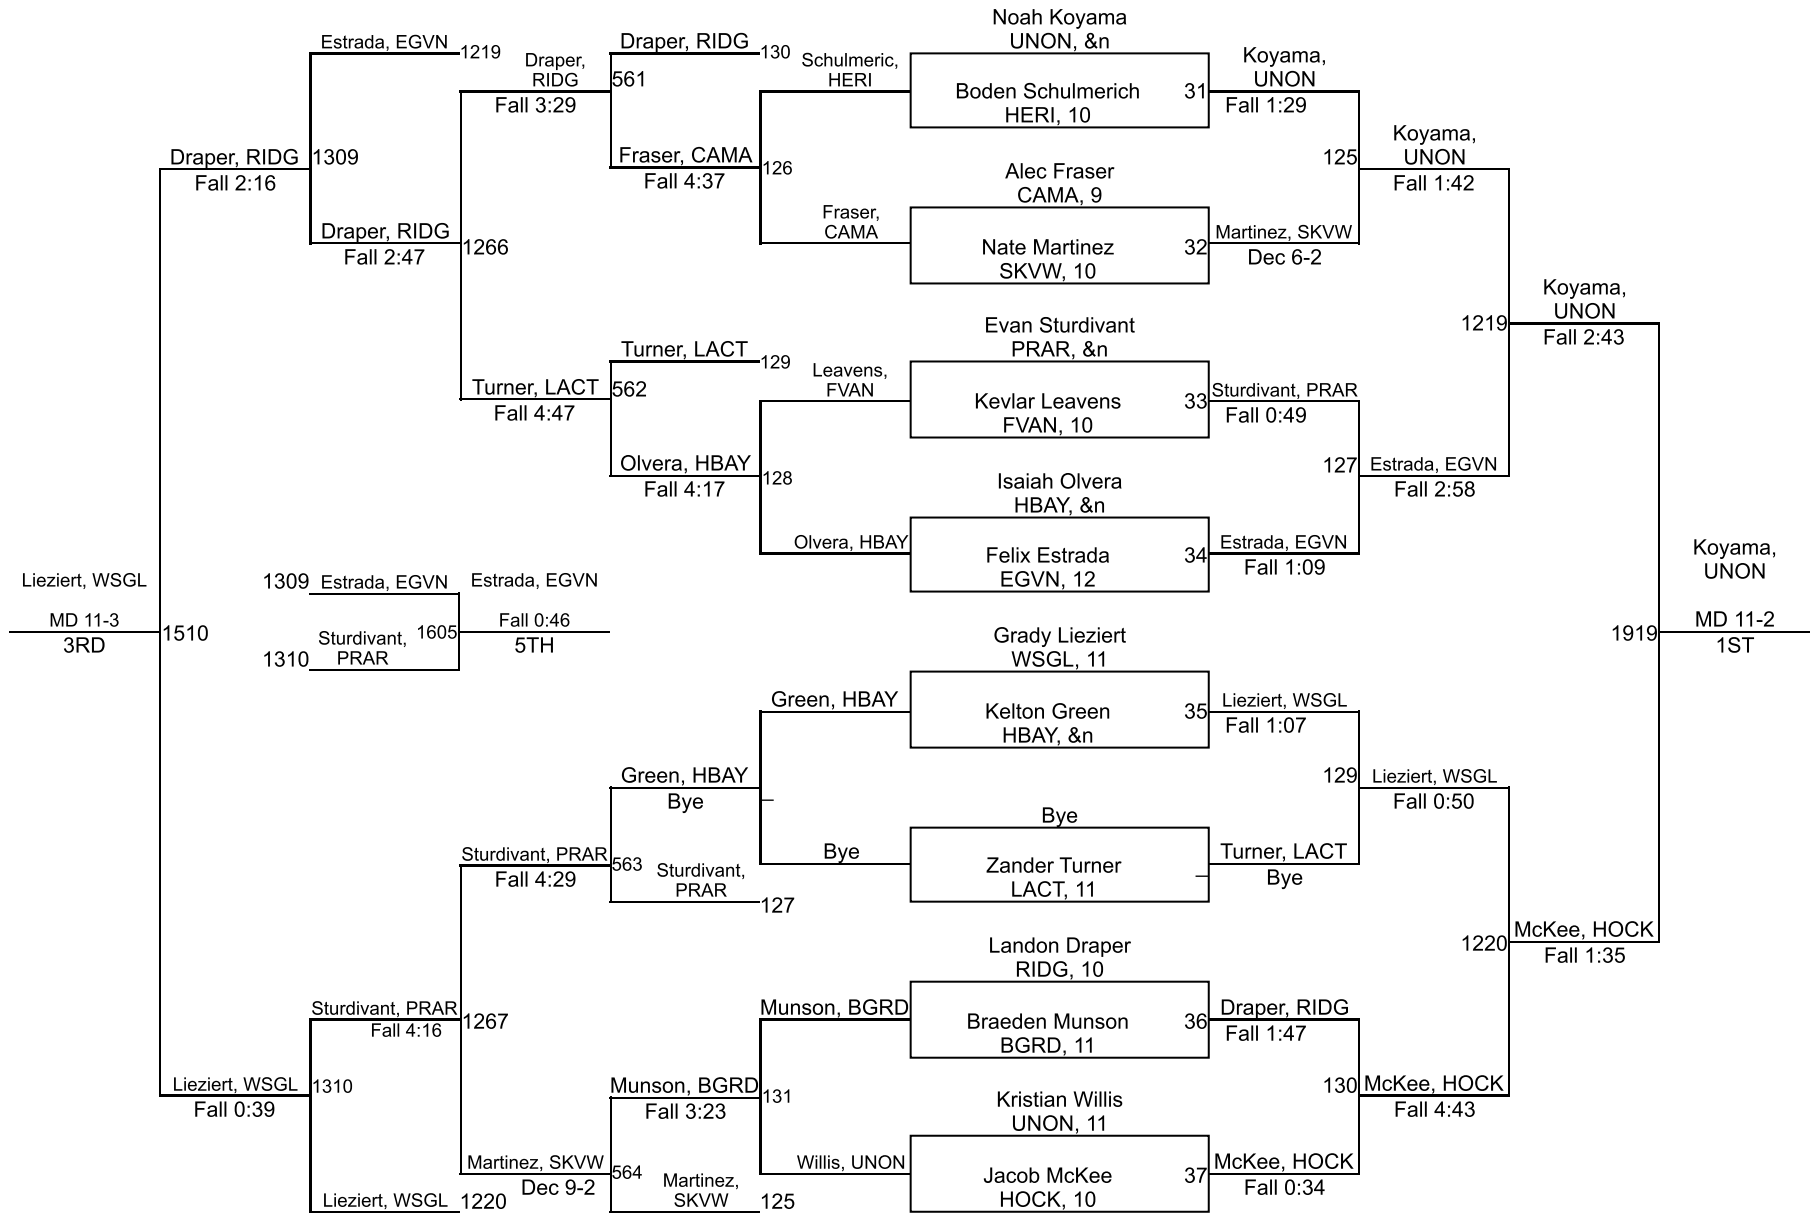 Noah Koyama
UNON, &n
Boden Schulmerich
HERI, 10
31
Alec Fraser
CAMA, 9
Nate Martinez
SKVW, 10
32
Evan Sturdivant
PRAR, &n
Kevlar Leavens
FVAN, 10
33
Isaiah Olvera
HBAY, &n
Felix Estrada
EGVN, 12
34
Grady Lieziert
WSGL, 11
Kelton Green
HBAY, &n
35
Bye
Zander Turner
LACT, 11
Landon Draper
RIDG, 10
Braeden Munson
BGRD, 11
36
Kristian Willis
UNON, 11
Jacob McKee
HOCK, 10
37
Koyama,
UNON
Fall 1:29
125
Martinez, SKVW
Dec 6-2
Sturdivant, PRAR
Fall 0:49
127
Estrada, EGVN
Fall 1:09
Lieziert, WSGL
Fall 1:07
129
Turner, LACT
Bye
Draper, RIDG
Fall 1:47
130
McKee, HOCK
Fall 0:34
Koyama,
UNON
Fall 1:42
1219
Estrada, EGVN
Fall 2:58
Lieziert, WSGL
Fall 0:50
1220
McKee, HOCK
Fall 4:43
Koyama,
UNON
Fall 2:43
1919
McKee, HOCK
Fall 1:35
Koyama,
UNON
MD 11-2
1ST
Schulmeric,
HERI
126
Fraser,
CAMA
Leavens,
FVAN
128
Olvera, HBAY
Green, HBAY
Bye
Munson, BGRD
131
Willis, UNON
Draper, RIDG
130
561
Fraser, CAMA
Fall 4:37
Turner, LACT
129
562
Olvera, HBAY
Fall 4:17
Green, HBAY
Bye
563
Sturdivant,
PRAR
127
Munson, BGRD
Fall 3:23
564
Martinez,
SKVW
125
Draper,
RIDG
Fall 3:29
1266
Turner, LACT
Fall 4:47
Sturdivant, PRAR
Fall 4:29
1267
Martinez, SKVW
Dec 9-2
Estrada, EGVN
1219
1309
Draper, RIDG
Fall 2:47
Sturdivant, PRAR
Fall 4:16
1310
Lieziert, WSGL
1220
Draper, RIDG
Fall 2:16
1510
Lieziert, WSGL
Fall 0:39
Lieziert, WSGL
MD 11-3
3RD
1309
Estrada, EGVN
1605
1310
Sturdivant,
PRAR
Estrada, EGVN
Fall 0:46
5TH